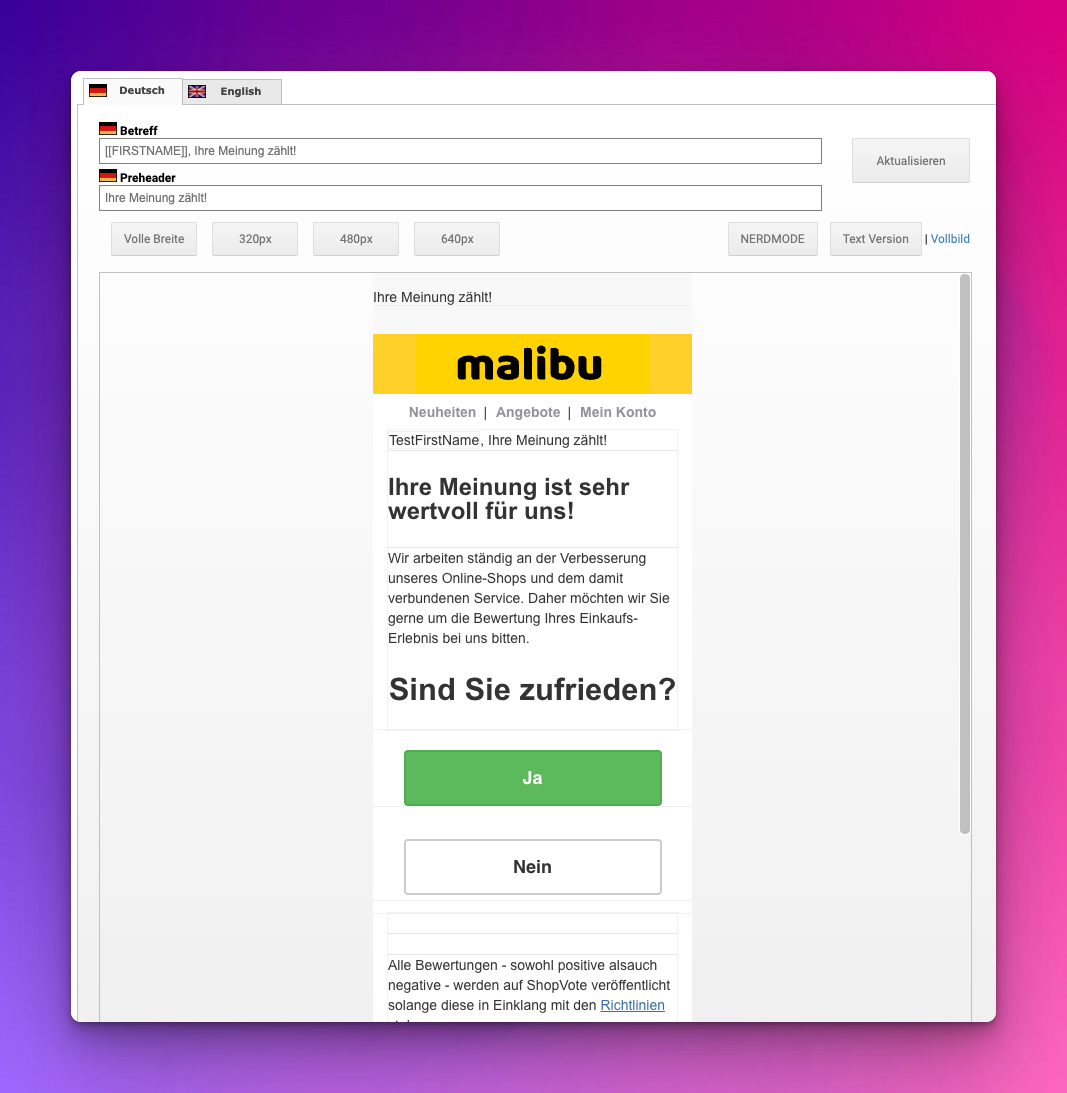 Deutsch English
Betreff
[[FIRSTNAME]], Ihre Meinung zählt!
Aktualisieren
Preheader
Ihre Meinung zählt!
Volle Breite 320px 480px 640px NERDMODE Text Version | Vollbild
Ihre Meinung zählt!
malibu
Neuheiten | Angebote | Mein Konto
TestFirstName, Ihre Meinung zählt!
Ihre Meinung ist sehr
wertvoll für uns!
Wir arbeiten ständig an der Verbesserung
unseres Online-Shops und dem damit
verbundenen Service. Daher möchten wir Sie
gerne um die Bewertung Ihres Einkaufs-
Erlebnis bei uns bitten.
Sind Sie zufrieden?
Ja
Nein
Alle Bewertungen - sowohl positive alsauch
negative - werden auf ShopVote veröffentlicht
solange diese in Einklang mit den Richtlinien